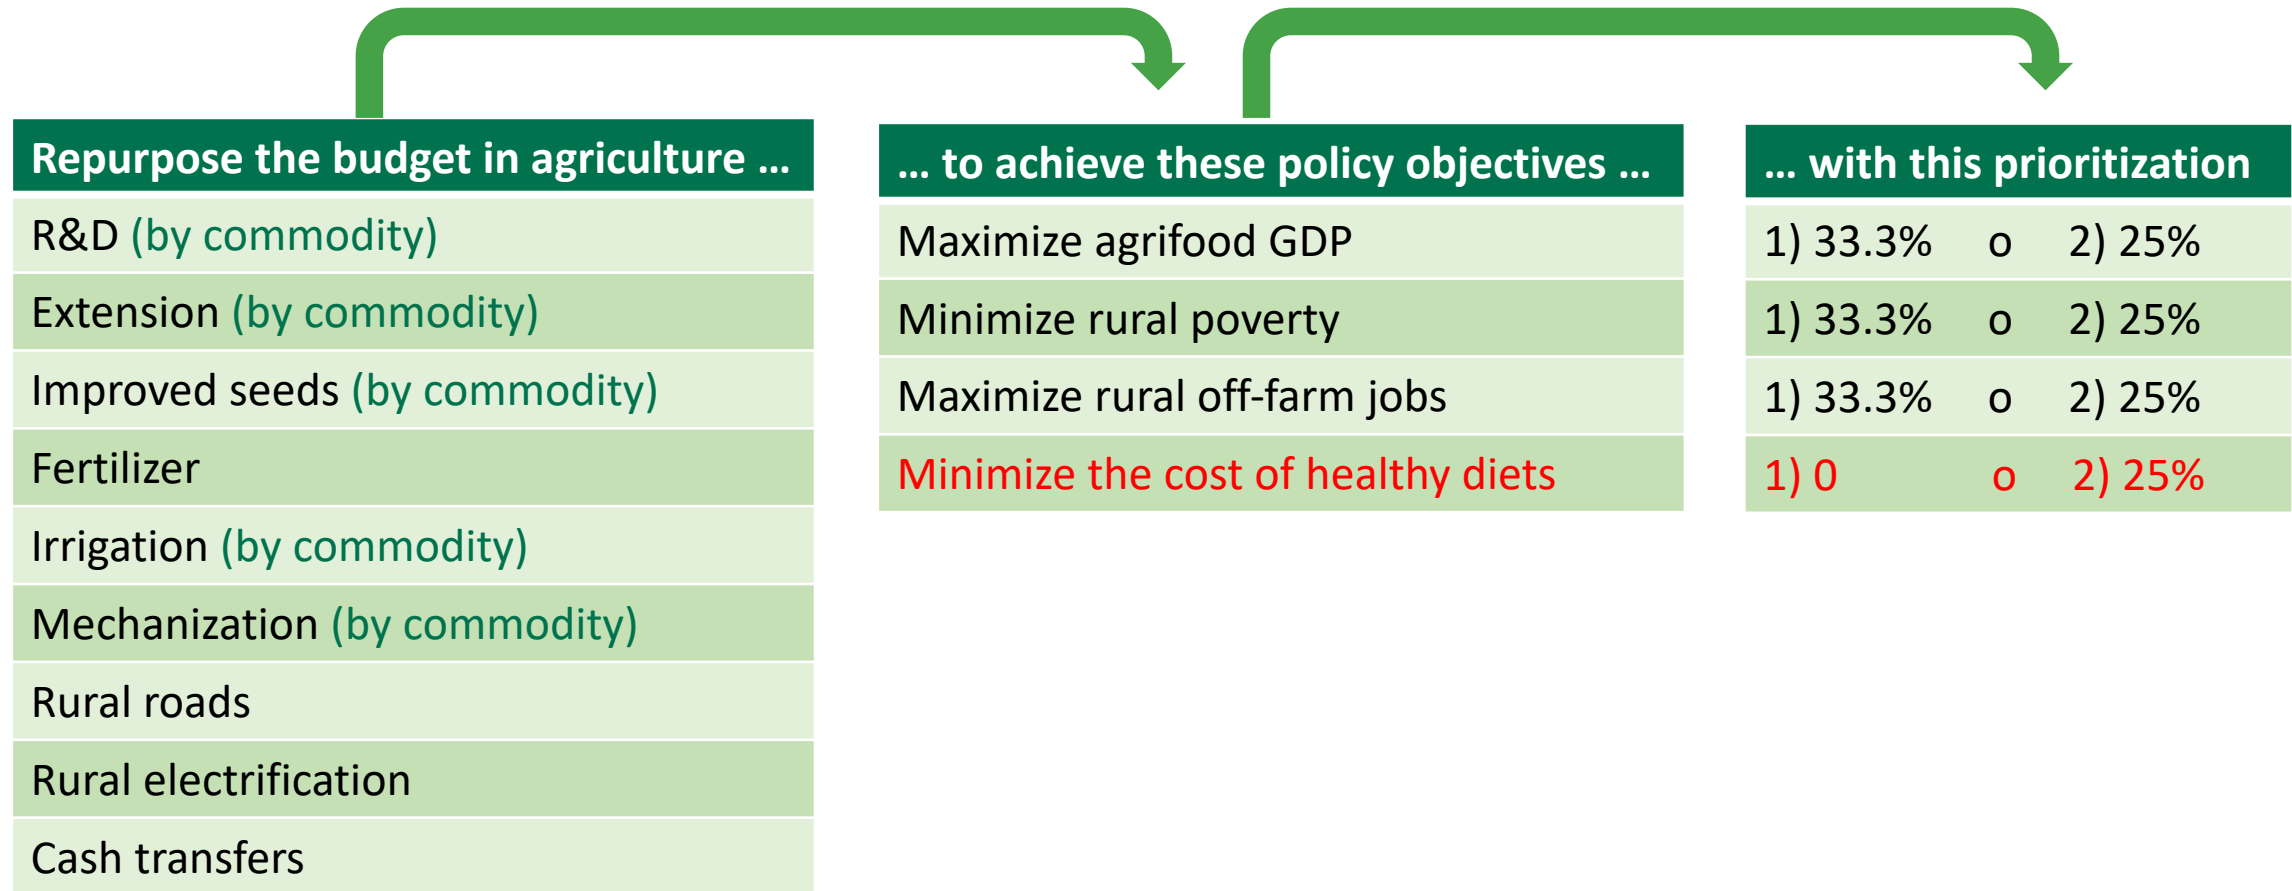 Repurpose the budget in agriculture ...
R&D (by commodity)
Extension (by commodity)
Improved seeds (by commodity)
Fertilizer
Irrigation (by commodity)
Mechanization (by commodity)
Rural roads
Rural electrification
Cash transfers
... to achieve these policy objectives ...
Maximize agrifood GDP
Minimize rural poverty
Maximize rural off-farm jobs
Minimize the cost of healthy diets
... with this prioritization
1) 33.3% o 2) 25%
1) 33.3% o 2) 25%
1) 33.3% o 2) 25%
1) 0 o 2) 25%